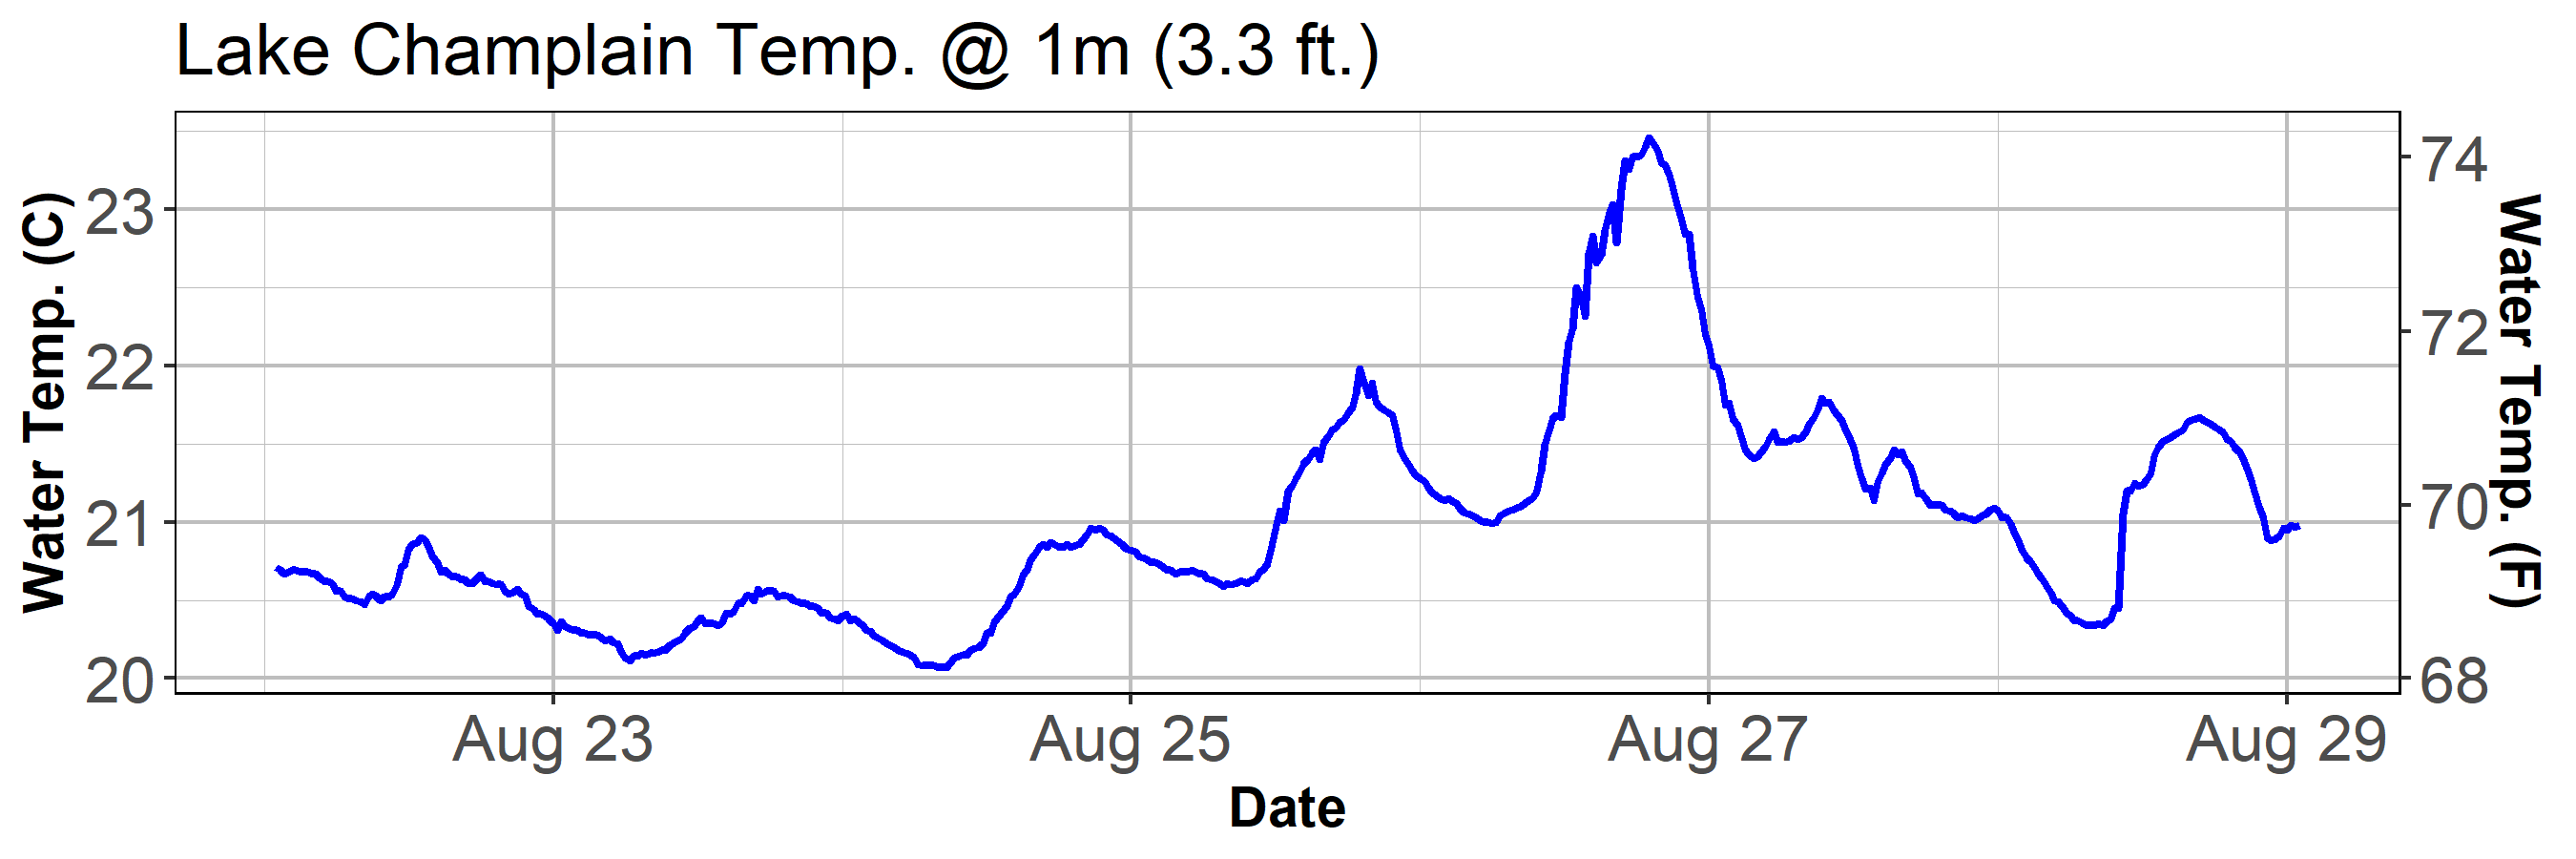 Lake Champlain Temp. @ 1m (3.3 ft.)
Water Temp. (C)
23
22
21
20
74
72
70
68
Water Temp. (F)
Aug 23
Aug 25
Aug 27
Aug 29
Date